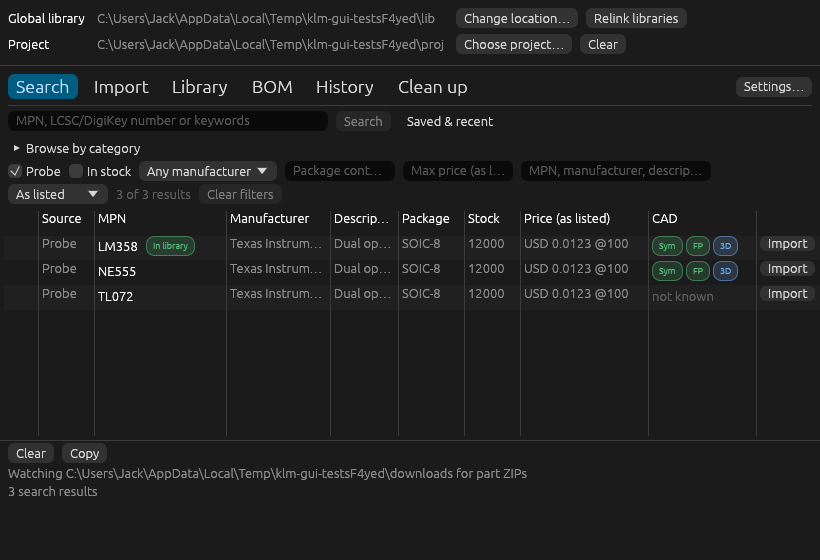 Global library C:\Users\Jack\AppData\Local\Temp\klm-gui-testsF4yed\lib Change location… Relink libraries
Project C:\Users\Jack\AppData\Local\Temp\klm-gui-testsF4yed\proj Choose project… Clear
Search Import Library BOM History Clean up Settings…
MPN, LCSC/DigiKey number or keywords Search Saved & recent
Browse by category
Probe In stock Any manufacturer Package cont… Max price (as l… MPN, manufacturer, descrip…
As listed 3 of 3 results Clear filters
Source MPN Manufacturer Descrip… Package Stock Price (as listed) CAD
Probe LM358 In library Texas Instrum… Dual op… SOIC-8 12000 USD 0.0123 @100 Sym FP 3D Import
Probe NE555 Texas Instrum… Dual op… SOIC-8 12000 USD 0.0123 @100 Sym FP 3D Import
Probe TL072 Texas Instrum… Dual op… SOIC-8 12000 USD 0.0123 @100 not known Import
Clear Copy
Watching C:\Users\Jack\AppData\Local\Temp\klm-gui-testsF4yed\downloads for part ZIPs
3 search results